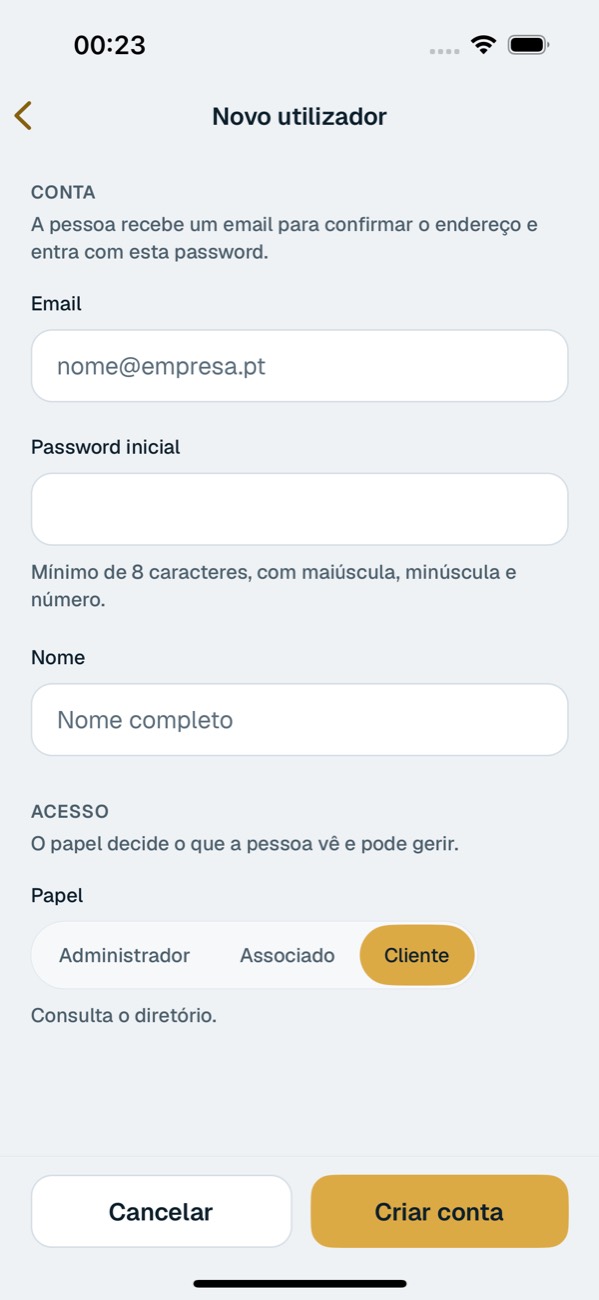 00:23
Novo utilizador
CONTA
A pessoa recebe um email para confirmar o endereço e
entra com esta password.
Email
nome@empresa.pt
Password inicial
Mínimo de 8 caracteres, com maiúscula, minúscula e
número.
Nome
Nome completo
ACESSO
O papel decide o que a pessoa vê e pode gerir.
Papel
Administrador Associado Cliente
Consulta o diretório.
Cancelar Criar conta